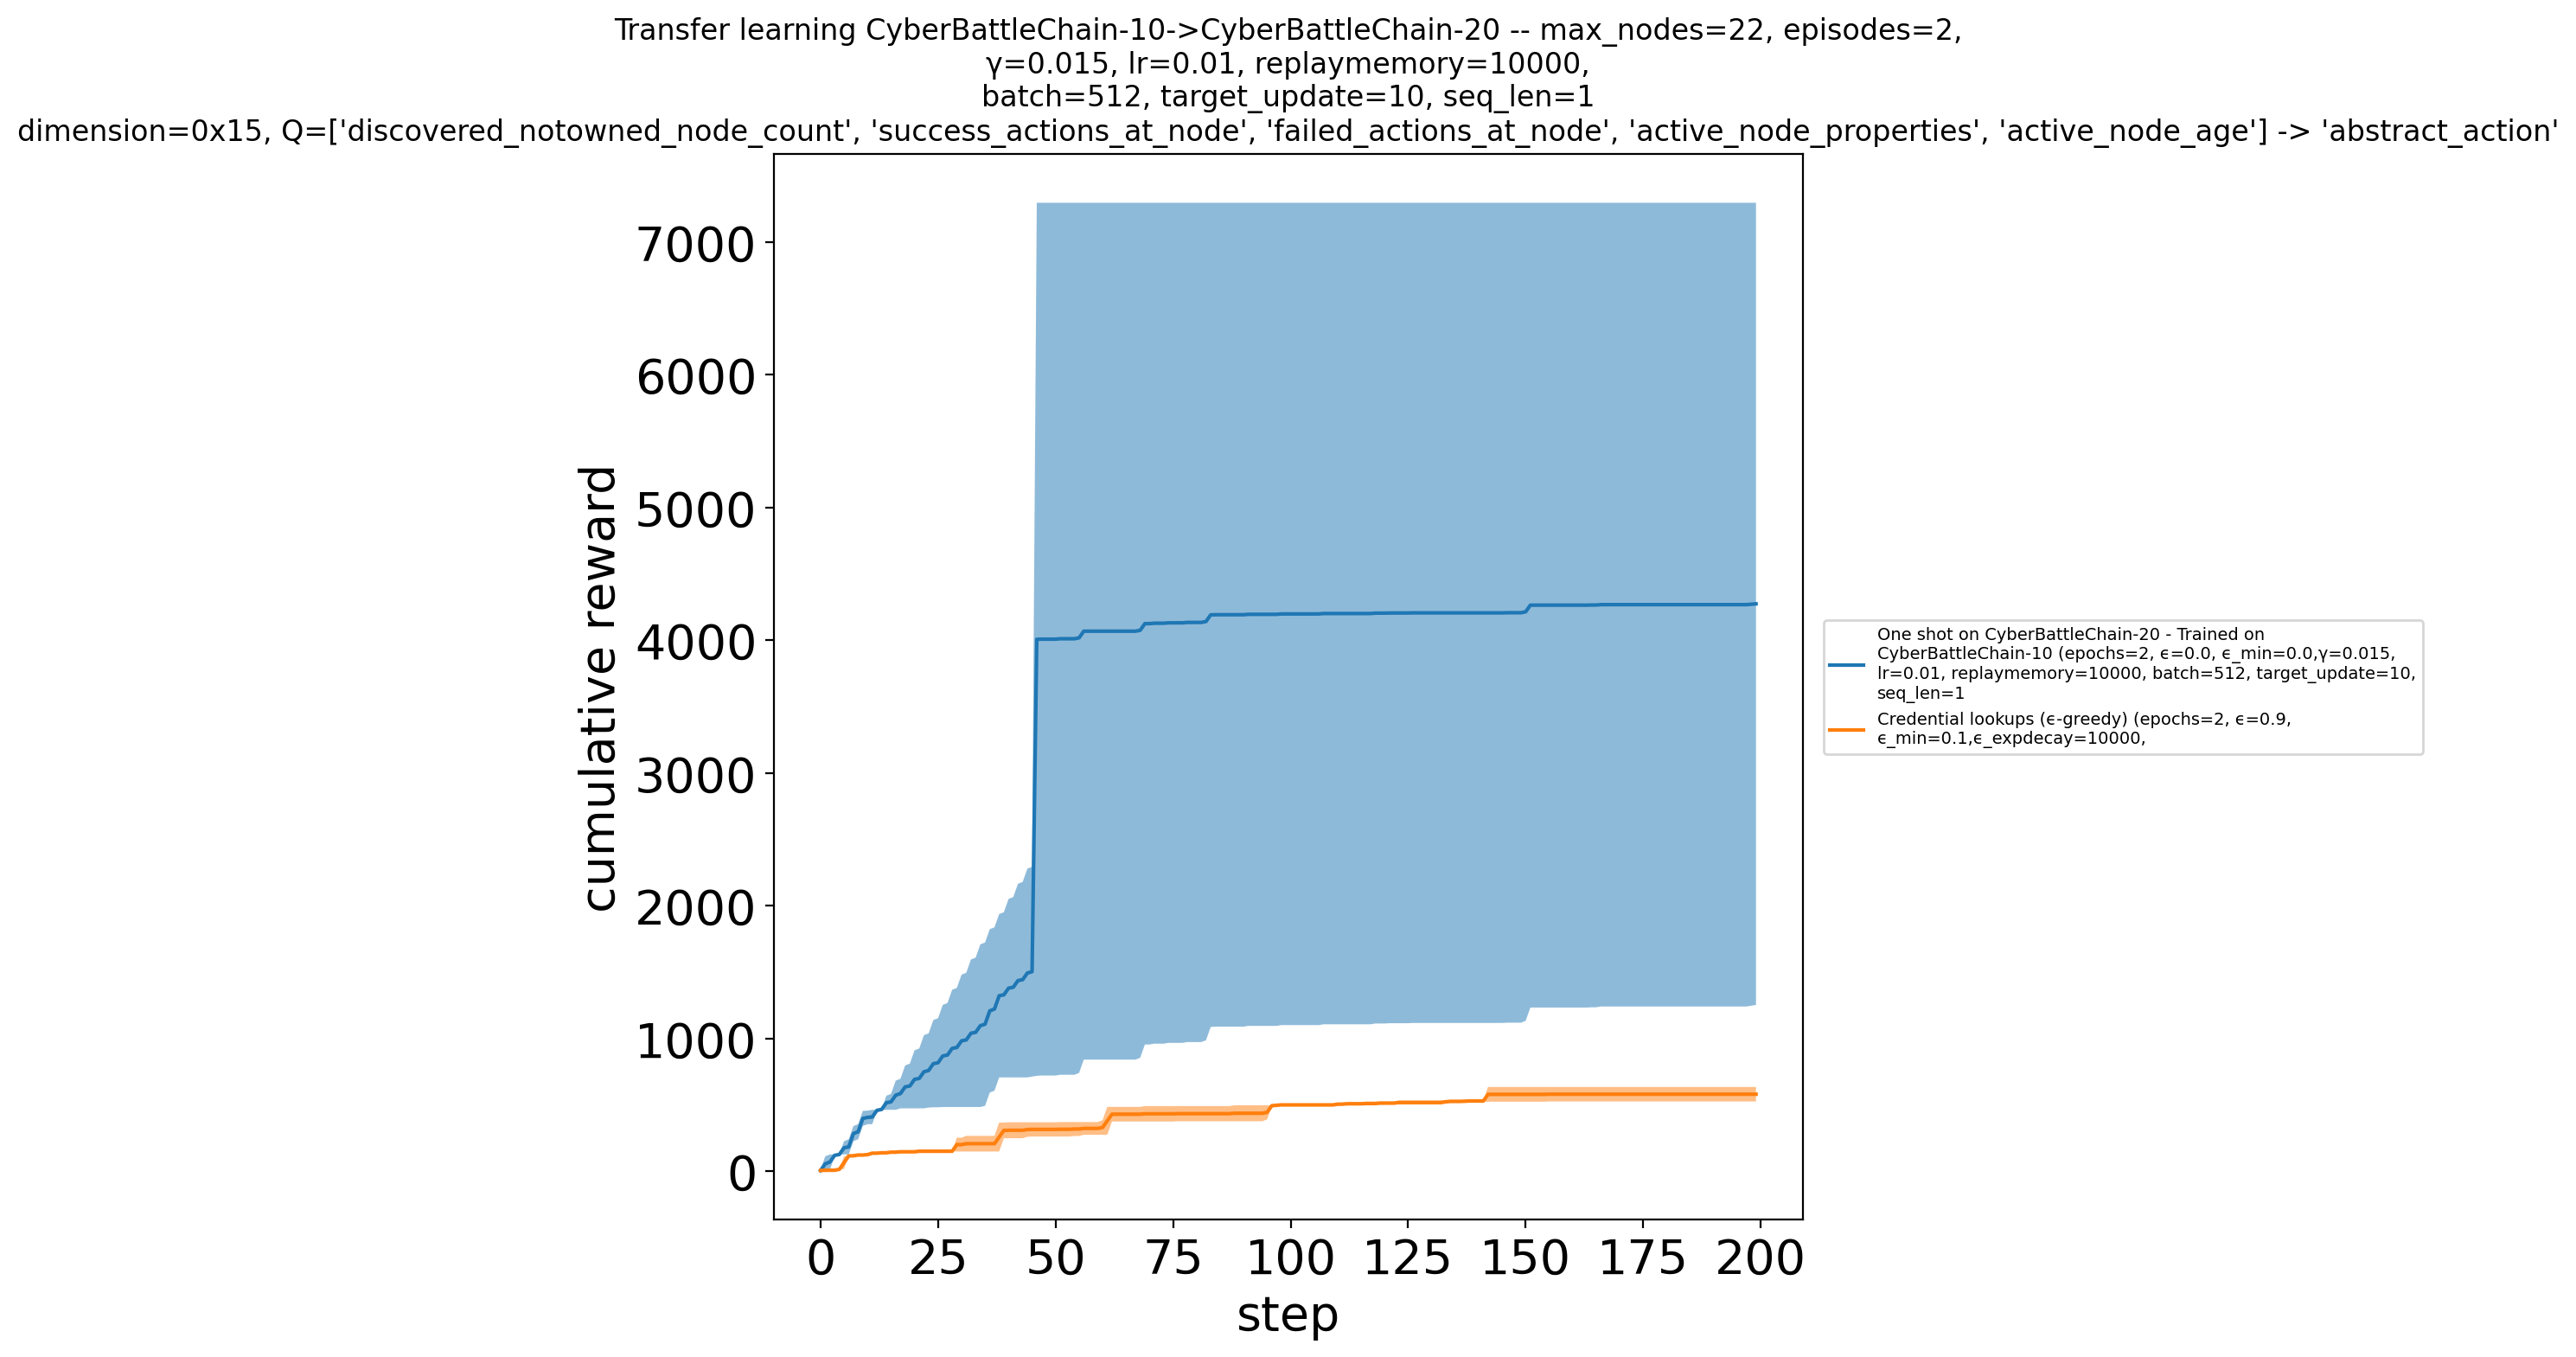 Transfer learning CyberBattleChain-10->CyberBattleChain-20 -- max_nodes=22, episodes=2,
γ=0.015, lr=0.01, replaymemory=10000,
batch=512, target_update=10, seq_len=1
dimension=0x15, Q=['discovered_notowned_node_count', 'success_actions_at_node', 'failed_actions_at_node', 'active_node_properties', 'active_node_age'] -> 'abstract_action'
7000
6000
5000
4000
3000
2000
1000
0
cumulative reward
0 25 50 75 100 125 150 175 200
step
One shot on CyberBattleChain-20 - Trained on
CyberBattleChain-10 (epochs=2, ϵ=0.0, ϵ_min=0.0,γ=0.015,
lr=0.01, replaymemory=10000, batch=512, target_update=10,
seq_len=1
Credential lookups (ϵ-greedy) (epochs=2, ϵ=0.9,
ϵ_min=0.1,ϵ_expdecay=10000,